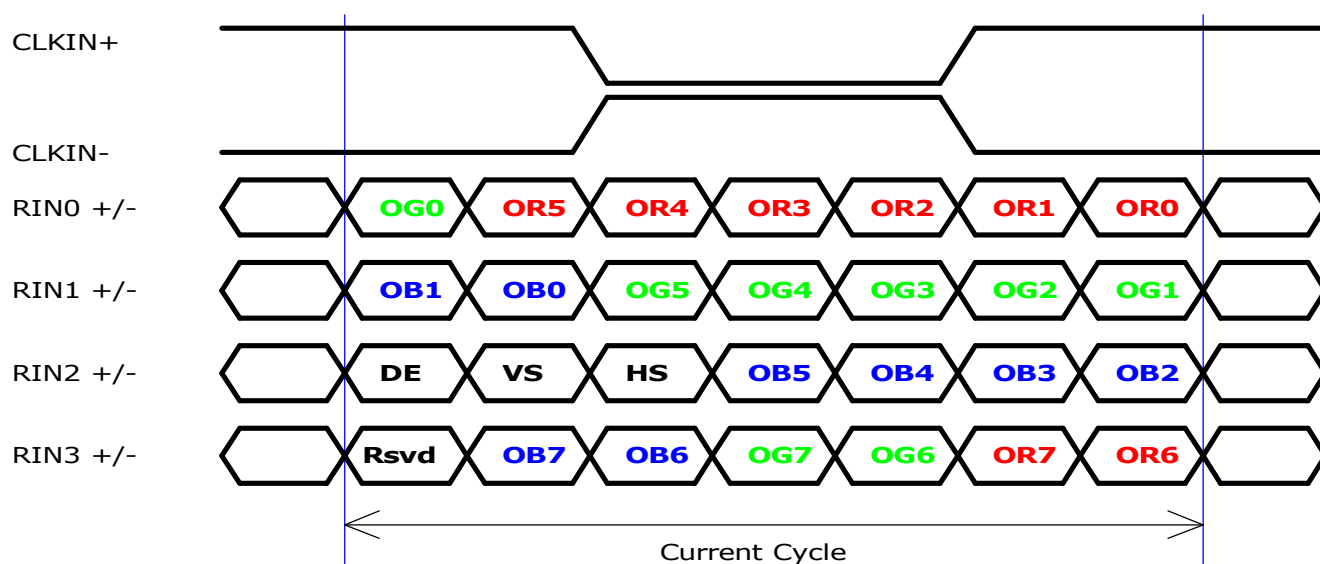 CLKIN+
CLKIN-
RIN0 +/- OG0 OR5 OR4 OR3 OR2 OR1 OR0
RIN1 +/- OB1 OB0 OG5 OG4 OG3 OG2 OG1
RIN2 +/- DE VS HS OB5 OB4 OB3 OB2
RIN3 +/- Rsvd OB7 OB6 OG7 OG6 OR7 OR6
Current Cycle